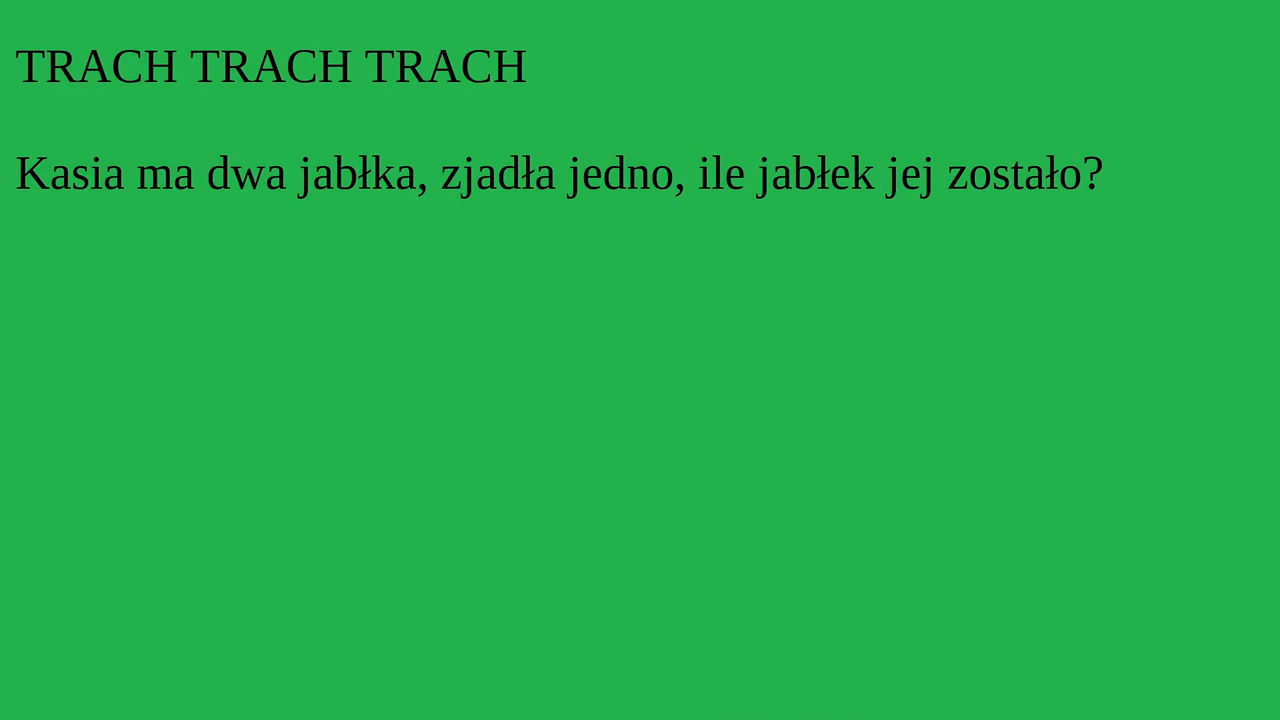 TRACH TRACH TRACH
Kasia ma dwa jabłka, zjadła jedno, ile jabłek jej zostało?